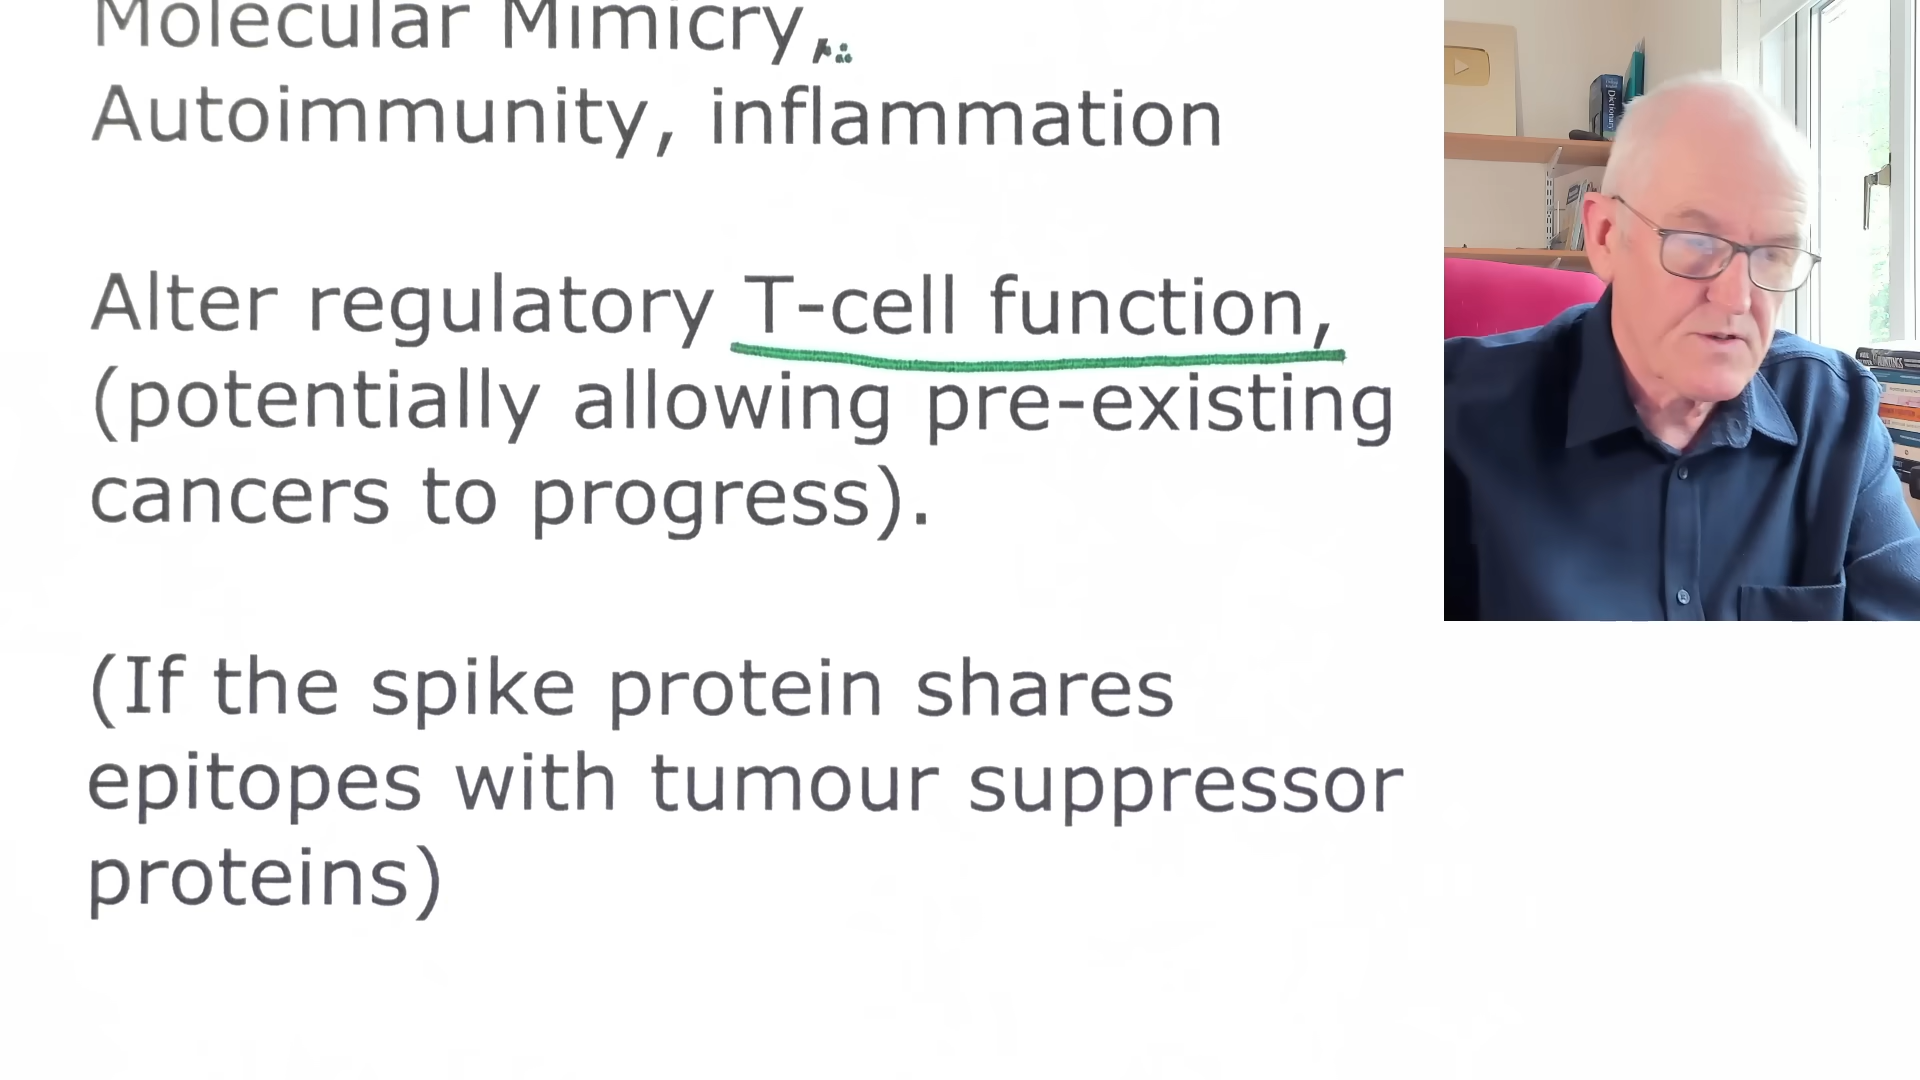 Molecular Mimicry,
Autoimmunity, inflammation
Alter regulatory T-cell function,
(potentially allowing pre-existing
cancers to progress).
(If the spike protein shares
epitopes with tumour suppressor
proteins)
Dictionary